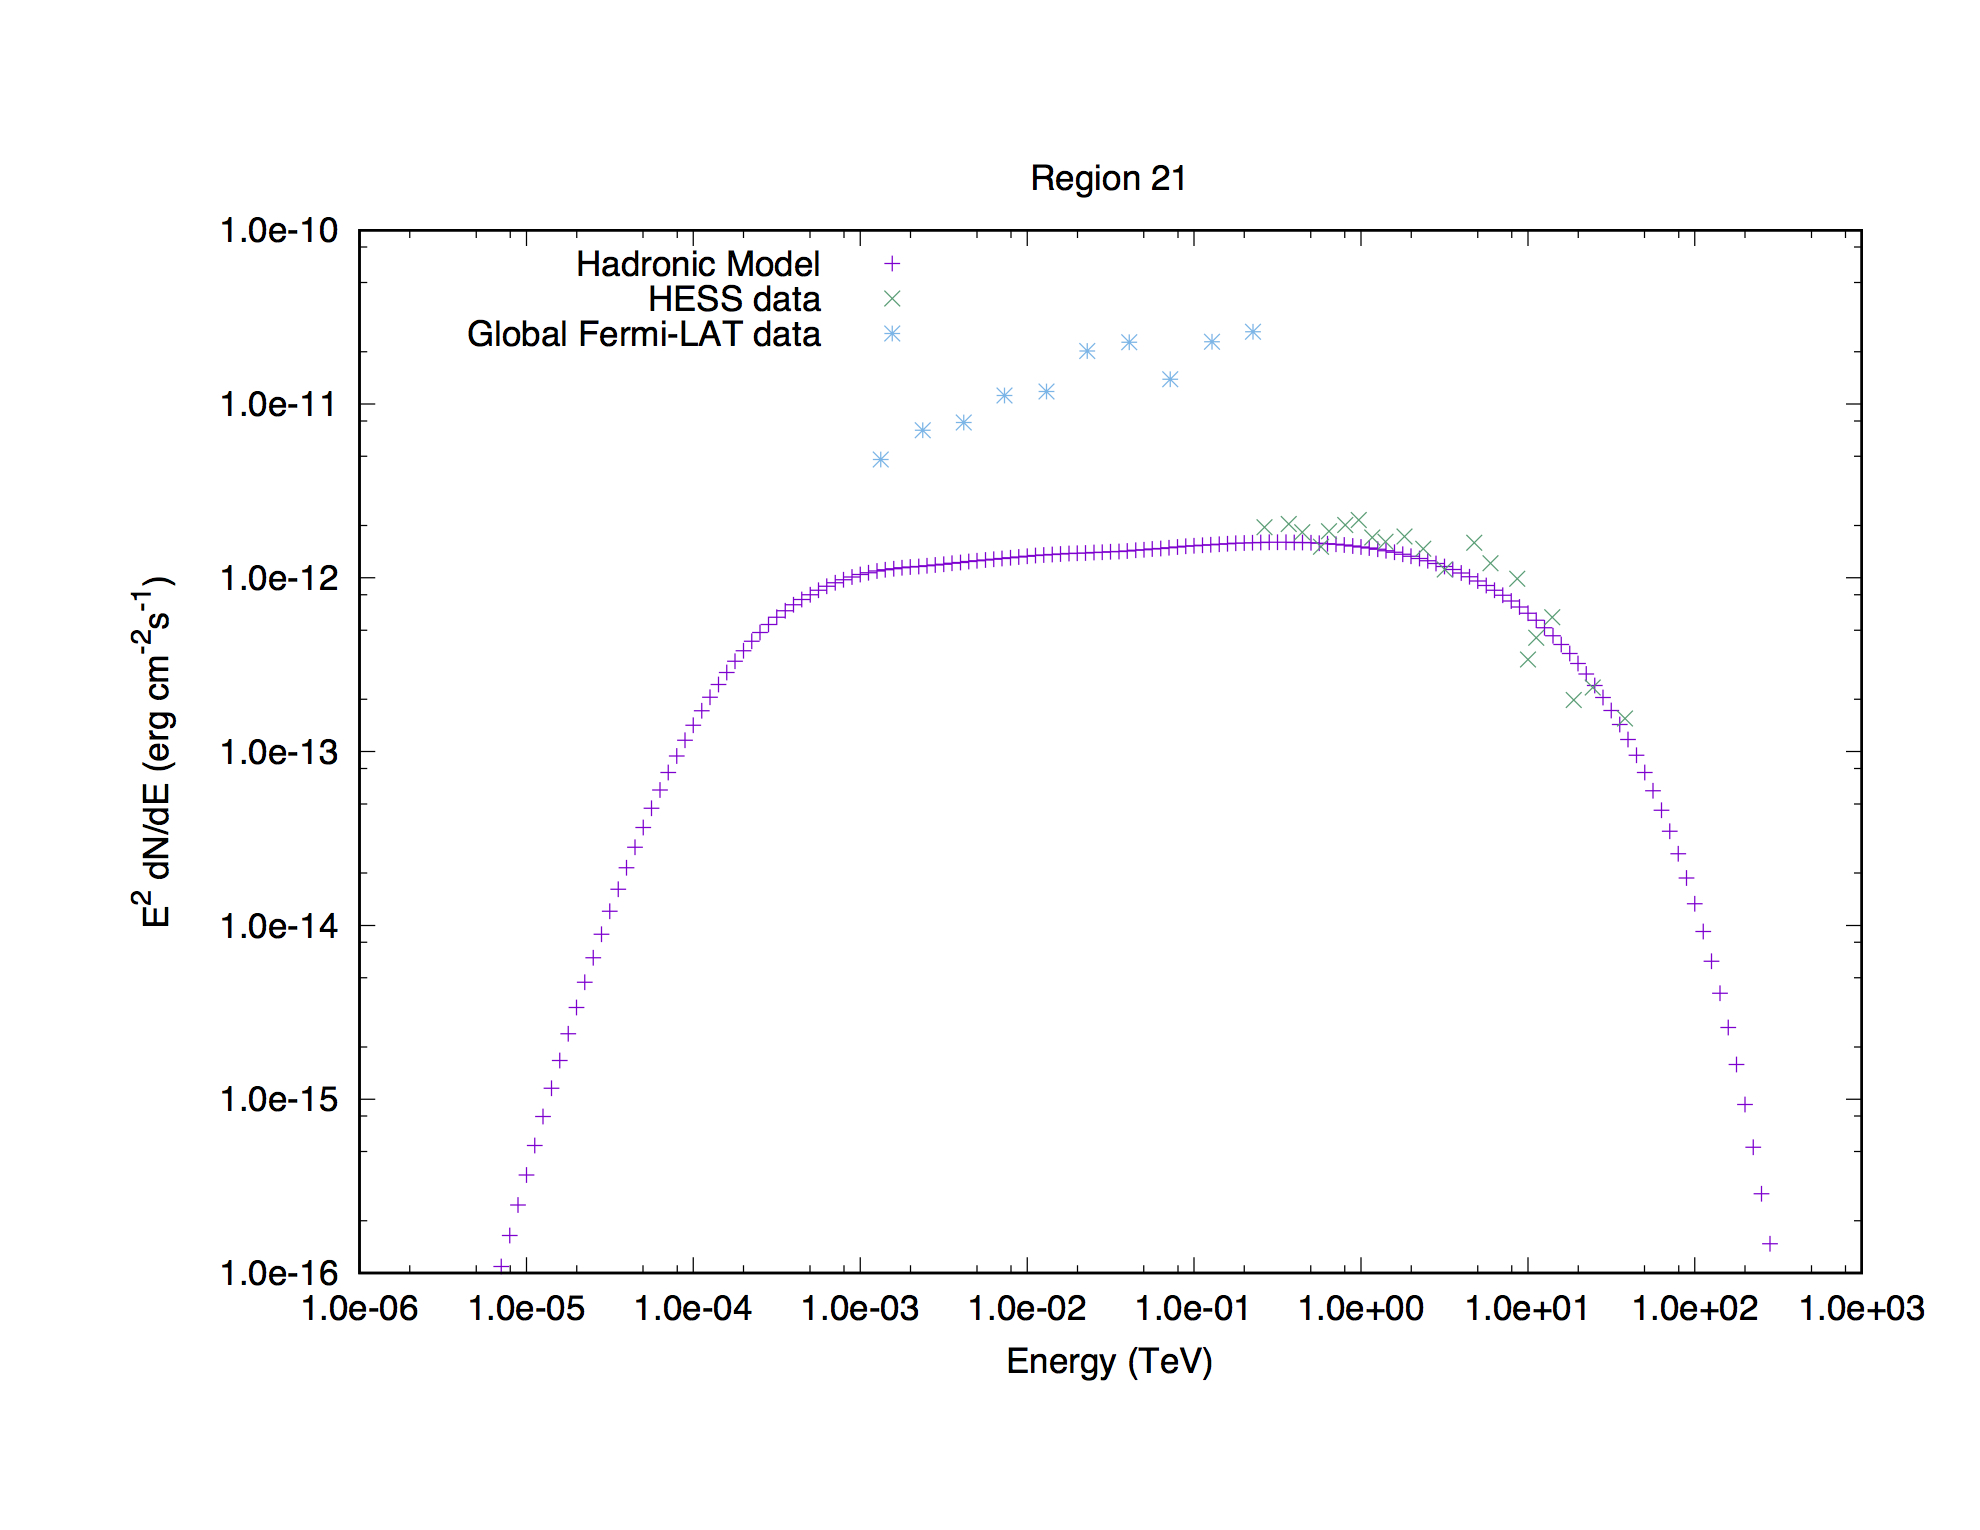 Region 21
1.0e-10
1.0e-11
1.0e-12
1.0e-13
1.0e-14
1.0e-15
1.0e-16
E² dN/dE (erg cm⁻²s⁻¹)
Hadronic Model
HESS data
Global Fermi-LAT data
1.0e-06 1.0e-05 1.0e-04 1.0e-03 1.0e-02 1.0e-01 1.0e+00 1.0e+01 1.0e+02 1.0e+03
Energy (TeV)